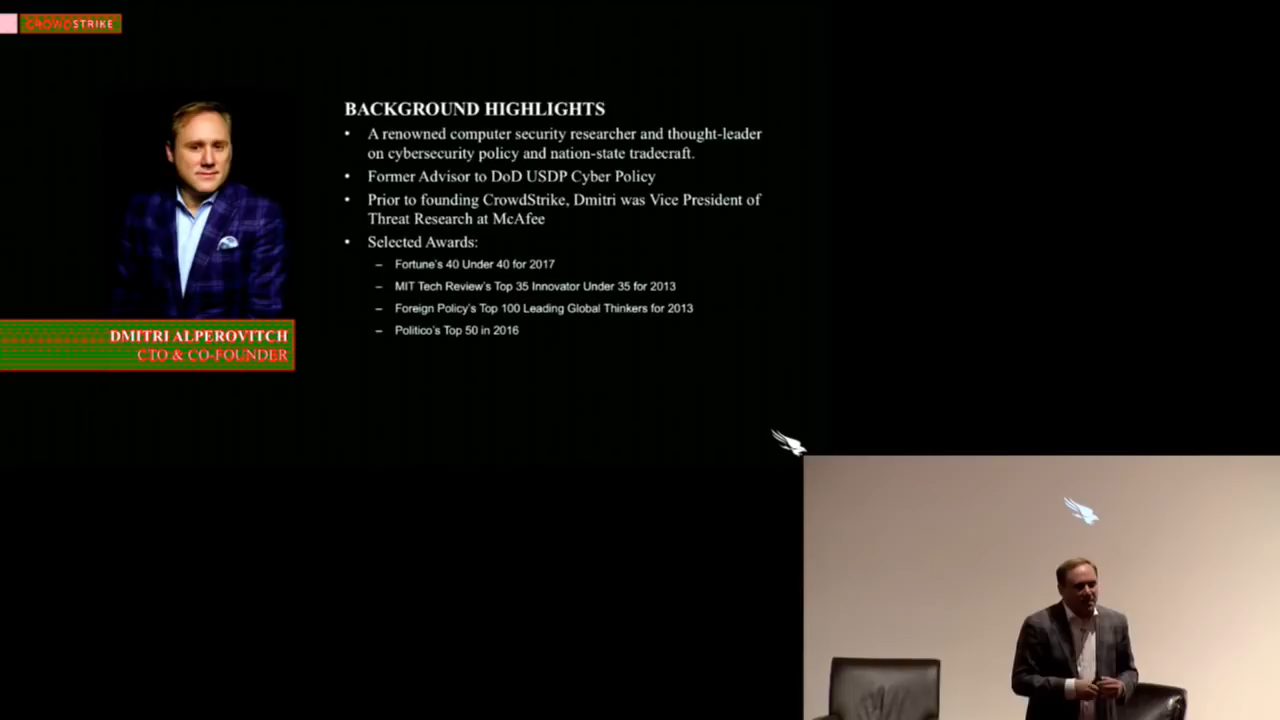 CROWDSTRIKE
BACKGROUND HIGHLIGHTS
• A renowned computer security researcher and thought-leader
on cybersecurity policy and nation-state tradecraft.
• Former Advisor to DoD USDP Cyber Policy
• Prior to founding CrowdStrike, Dmitri was Vice President of
Threat Research at McAfee
• Selected Awards:
– Fortune's 40 Under 40 for 2017
– MIT Tech Review's Top 35 Innovator Under 35 for 2013
– Foreign Policy's Top 100 Leading Global Thinkers for 2013
– Politico's Top 50 in 2016
DMITRI ALPEROVITCH
CTO & CO-FOUNDER